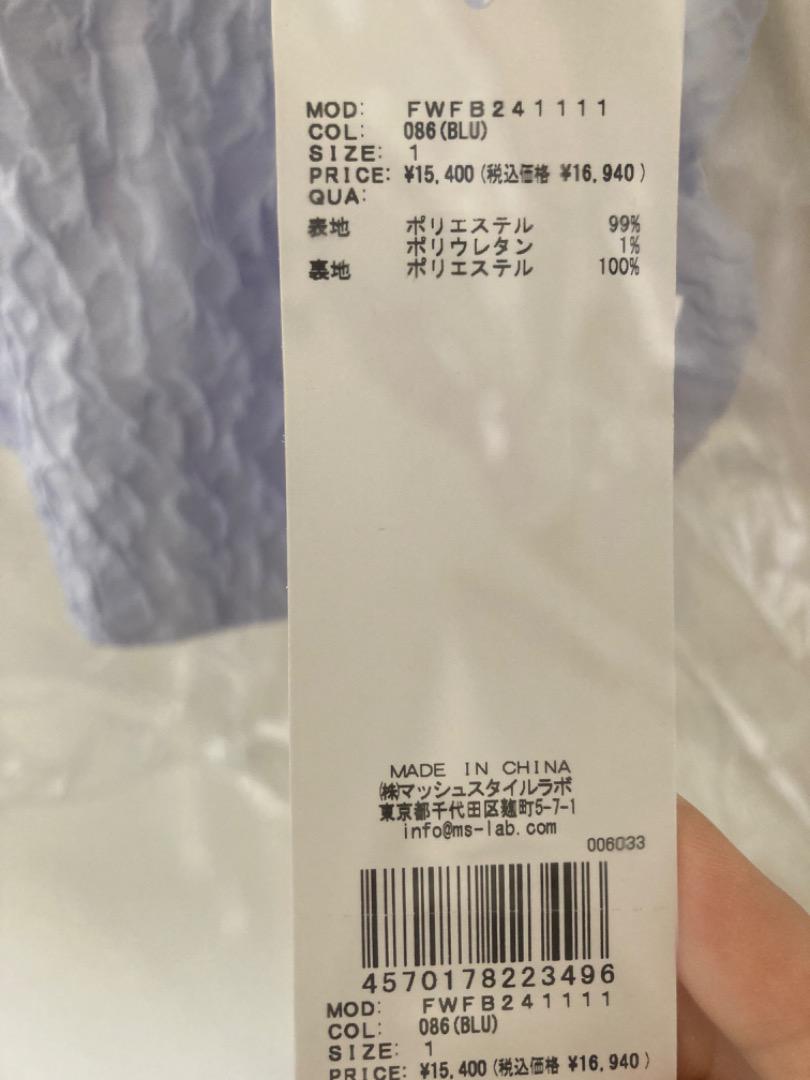 MOD: FWFB241111
COL: 086(BLU)
SIZE: 1
PRICE: ¥15,400(税込価格 ¥16,940)
QUA:
表地 ポリエステル 99%
ポリウレタン 1%
裏地 ポリエステル 100%
MADE IN CHINA
㈱マッシュスタイルラボ
東京都千代田区麹町5-7-1
info@ms-lab.com
006033
4570178223496
MOD: FWFB241111
COL: 086(BLU)
SIZE: 1
PRICE: ¥15,400(税込価格 ¥16,940)